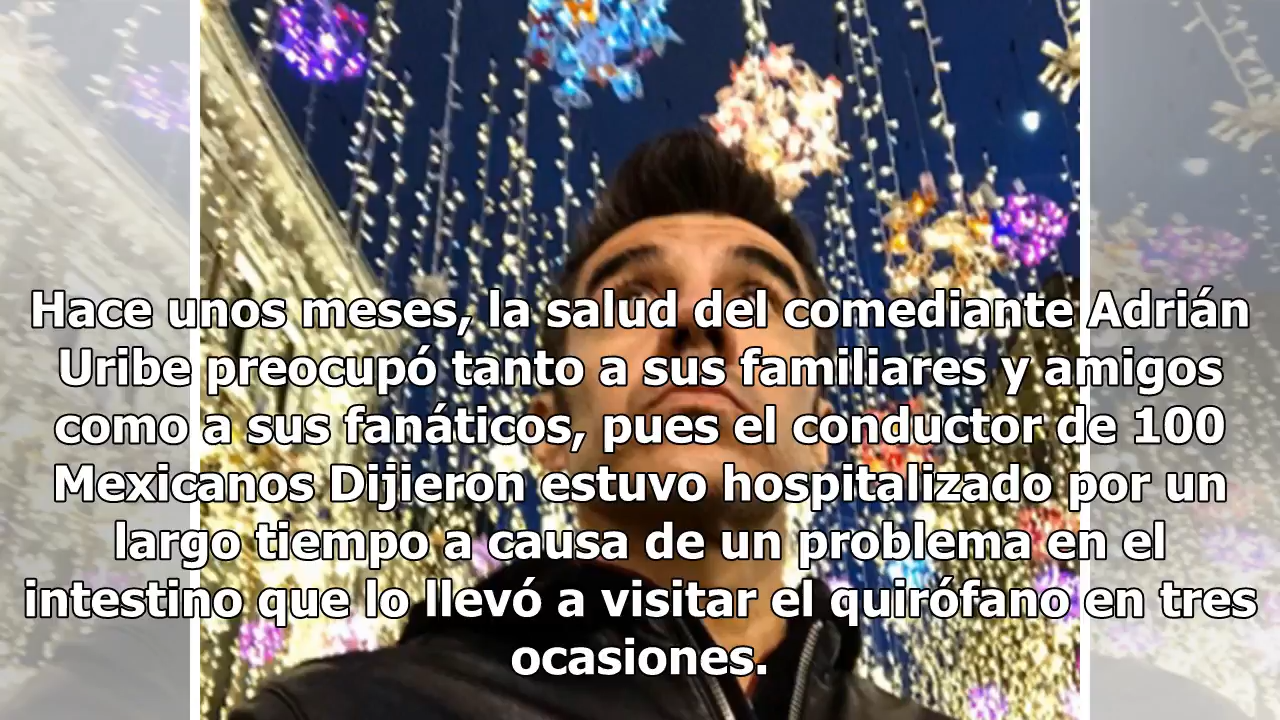 Hace unos meses, la salud del comediante Adrián
Uribe preocupó tanto a sus familiares y amigos
como a sus fanáticos, pues el conductor de 100
Mexicanos Dijieron estuvo hospitalizado por un
largo tiempo a causa de un problema en el
intestino que lo llevó a visitar el quirófano en tres
ocasiones.